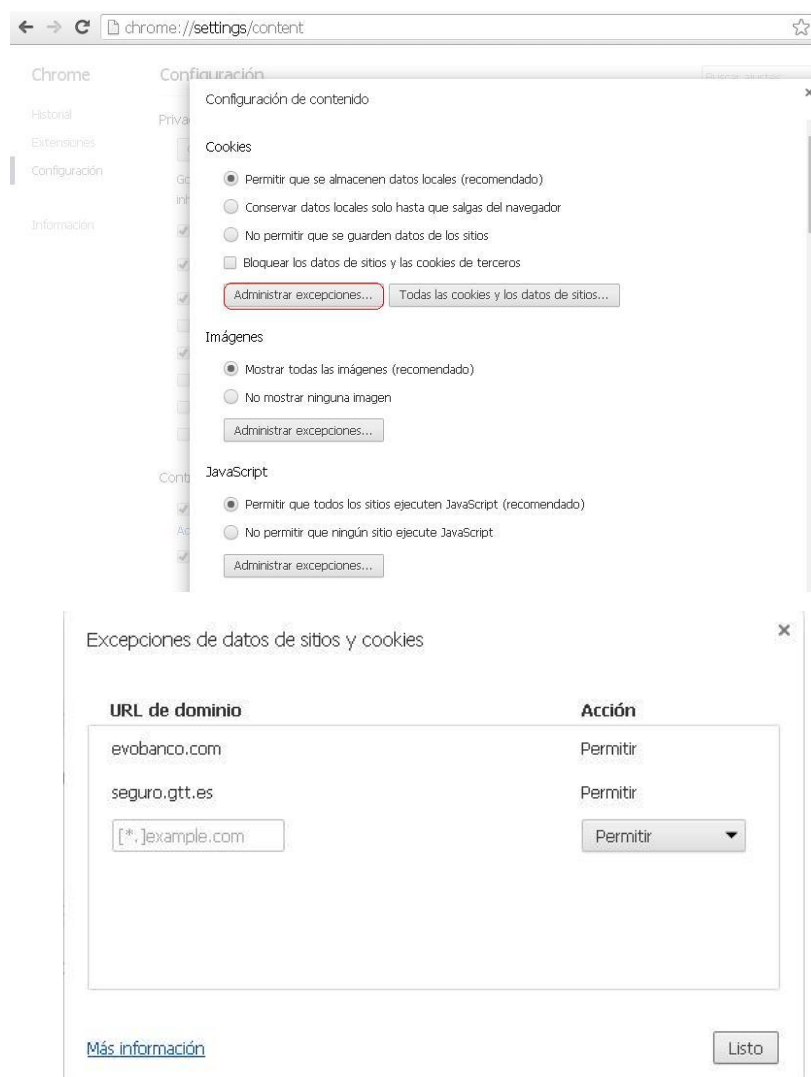 chrome://settings/content
Chrome
Configuración
Buscar ajustes
Historial
Extensiones
Configuración
Información
Priva
Configuración de contenido
Cookies
Permitir que se almacenen datos locales (recomendado)
Conservar datos locales solo hasta que salgas del navegador
No permitir que se guarden datos de los sitios
Bloquear los datos de sitios y las cookies de terceros
Administrar excepciones... Todas las cookies y los datos de sitios...
Imágenes
Mostrar todas las imágenes (recomendado)
No mostrar ninguna imagen
Administrar excepciones...
Cont
JavaScript
Permitir que todos los sitios ejecuten JavaScript (recomendado)
No permitir que ningún sitio ejecute JavaScript
Administrar excepciones...
Excepciones de datos de sitios y cookies
URL de dominio Acción
evobanco.com Permitir
seguro.gtt.es Permitir
[*.]example.com Permitir
Más información Listo